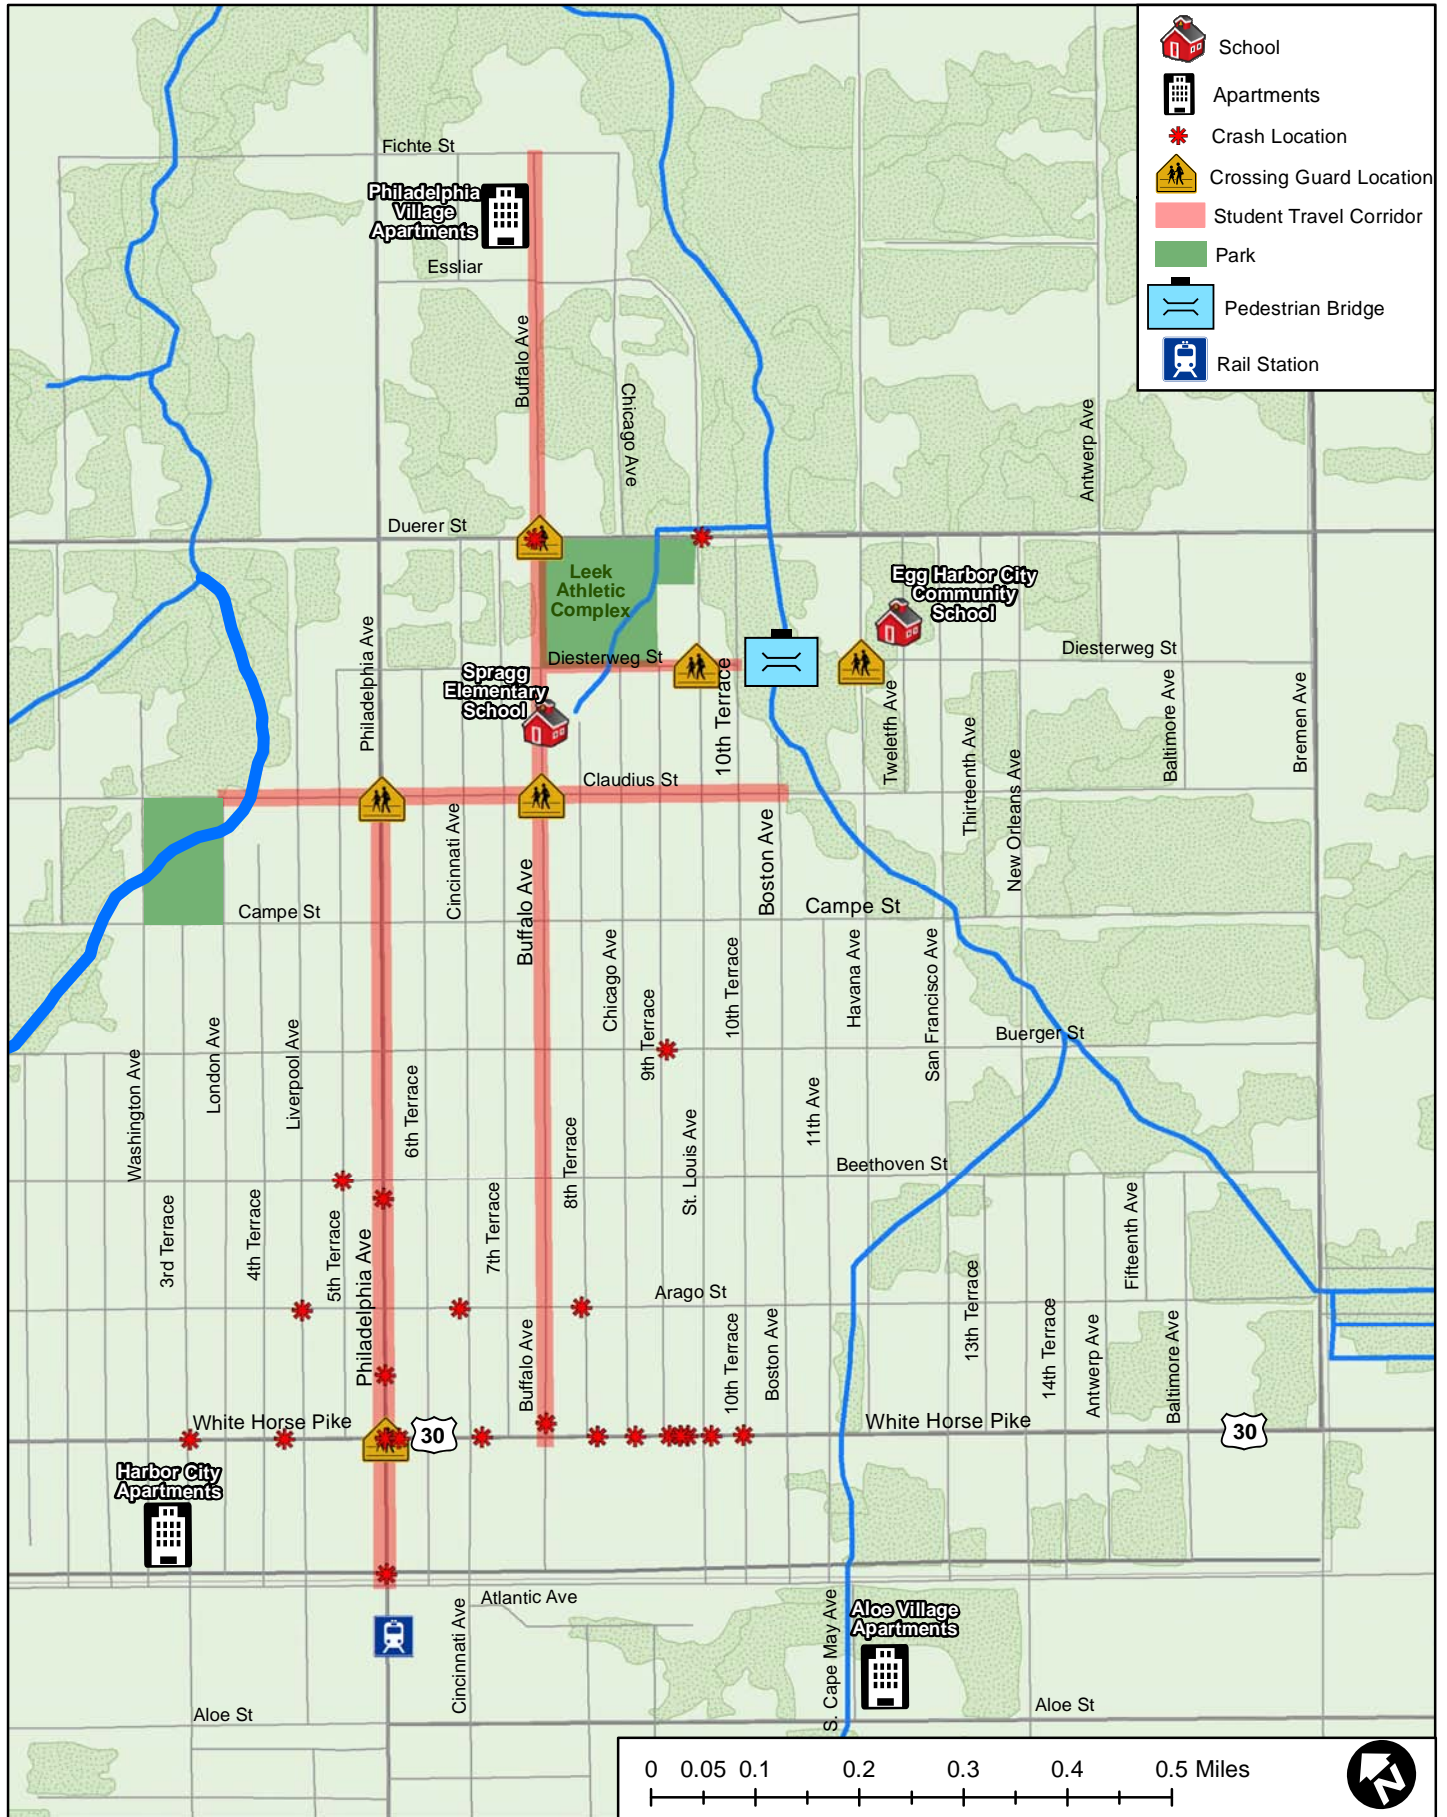 School
Apartments
Crash Location
Crossing Guard Location
Student Travel Corridor
Park
Pedestrian Bridge
Rail Station
Fichte St
Philadelphia
Village
Apartments
Essliar
Buffalo Ave
Chicago Ave
Antwerp Ave
Duerer St
Leek
Athletic
Complex
Egg Harbor City
Community
School
Philadelphia Ave
Diesterweg St
Diesterweg St
Spragg
Elementary
School
10th Terrace
Tweletfh Ave
Baltimore Ave
Bremen Ave
Claudius St
Thirteenth Ave
New Orleans Ave
Cincinnati Ave
Boston Ave
Buffalo Ave
Campe St
Campe St
Chicago Ave
9th Terrace
10th Terrace
Havana Ave
San Francisco Ave
Buerger St
Washington Ave
London Ave
Liverpool Ave
6th Terrace
11th Ave
8th Terrace
St. Louis Ave
Beethoven St
3rd Terrace
4th Terrace
5th Terrace
7th Terrace
Fifteenth Ave
Philadelphia Ave
Arago St
13th Terrace
14th Terrace
Antwerp Ave
Baltimore Ave
Buffalo Ave
10th Terrace
Boston Ave
White Horse Pike
30
White Horse Pike
30
Harbor City
Apartments
Atlantic Ave
Cincinnati Ave
S. Cape May Ave
Aloe Village
Apartments
Aloe St
Aloe St
0 0.05 0.1 0.2 0.3 0.4 0.5 Miles
N